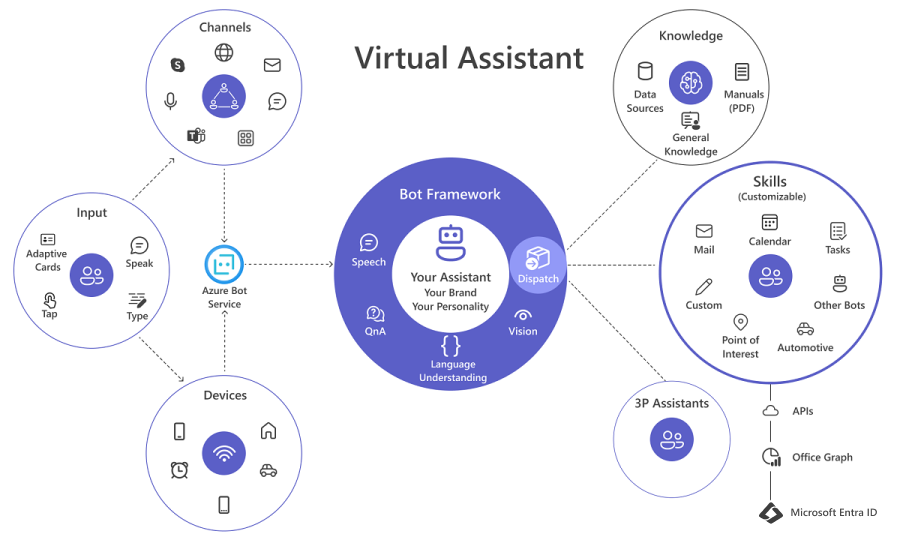 Virtual Assistant
Channels
Input
Adaptive
Cards
Speak
Tap
Type
Azure Bot
Service
Devices
Bot Framework
Speech
Your Assistant
Your Brand
Your Personality
Dispatch
QnA
Vision
Language
Understanding
Knowledge
Data
Sources
Manuals
(PDF)
General
Knowledge
Skills
(Customizable)
Mail
Calendar
Tasks
Custom
Other Bots
Point of
Interest
Automotive
3P Assistants
APIs
Office Graph
Microsoft Entra ID